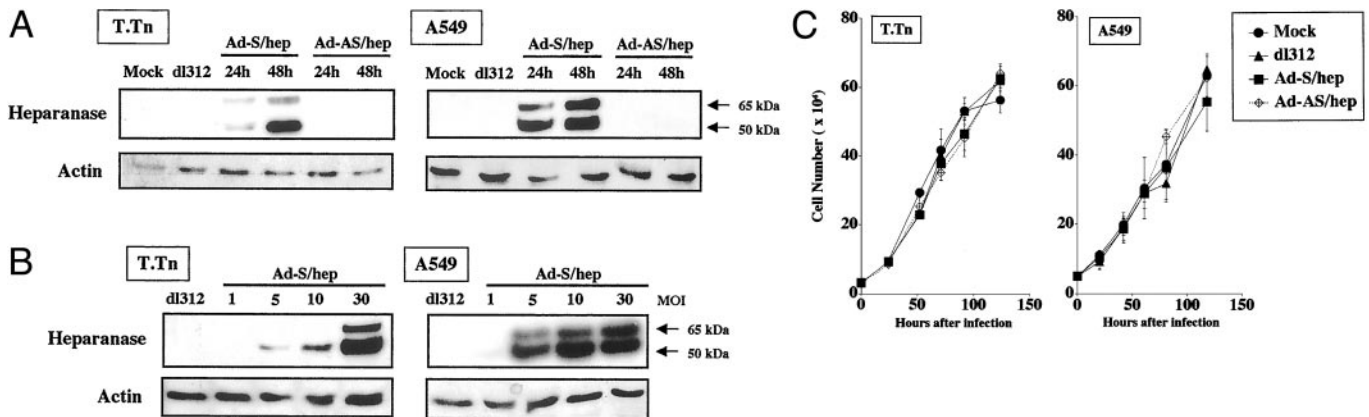 A
T.Tn
Ad-S/hep Ad-AS/hep
Mock dl312 24h 48h 24h 48h
Heparanase
Actin
A549
Ad-S/hep Ad-AS/hep
Mock dl312 24h 48h 24h 48h
65 kDa
50 kDa
B
T.Tn
Ad-S/hep
dl312 1 5 10 30
Heparanase
Actin
A549
Ad-S/hep
dl312 1 5 10 30 MOI
65 kDa
50 kDa
C
T.Tn
Cell Number ( x 10⁴)
80
60
40
20
0
0 50 100 150
Hours after infection
A549
80
60
40
20
0
0 50 100 150
Hours after infection
Mock
dl312
Ad-S/hep
Ad-AS/hep